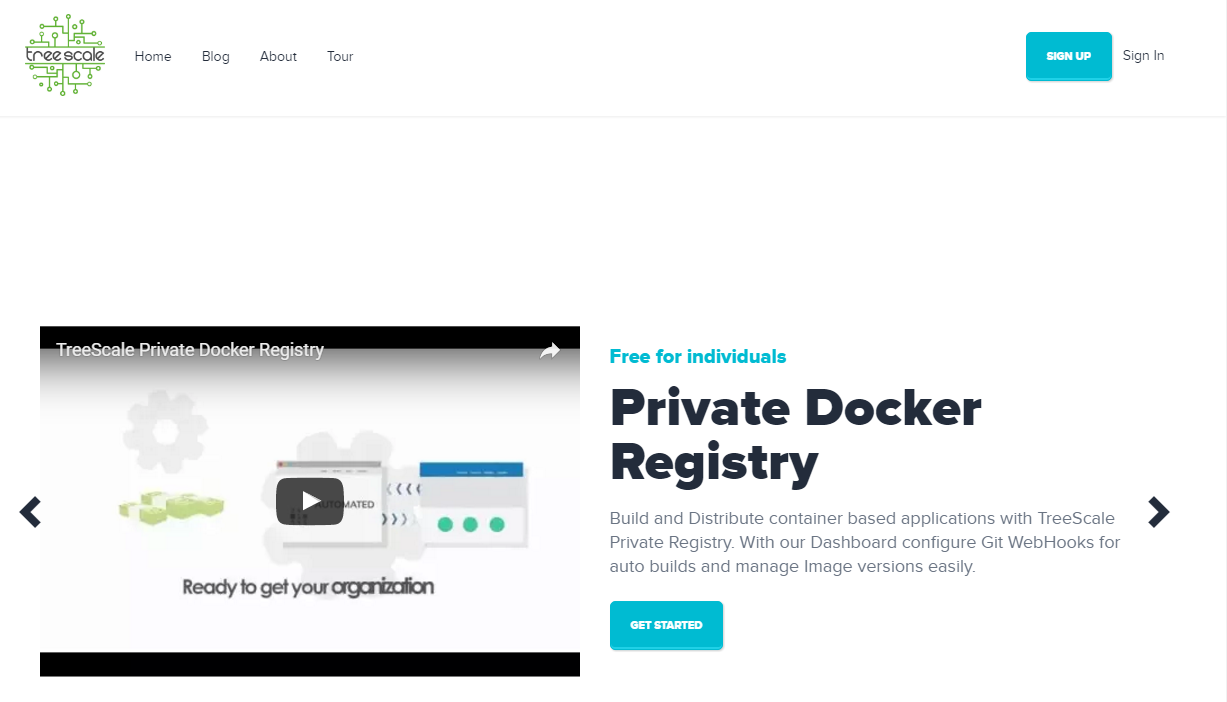 tree scale
Home Blog About Tour
SIGN UP Sign In
TreeScale Private Docker Registry
AUTOMATED
Ready to get your organization
Free for individuals
Private Docker
Registry
Build and Distribute container based applications with TreeScale
Private Registry. With our Dashboard configure Git WebHooks for
auto builds and manage Image versions easily.
GET STARTED